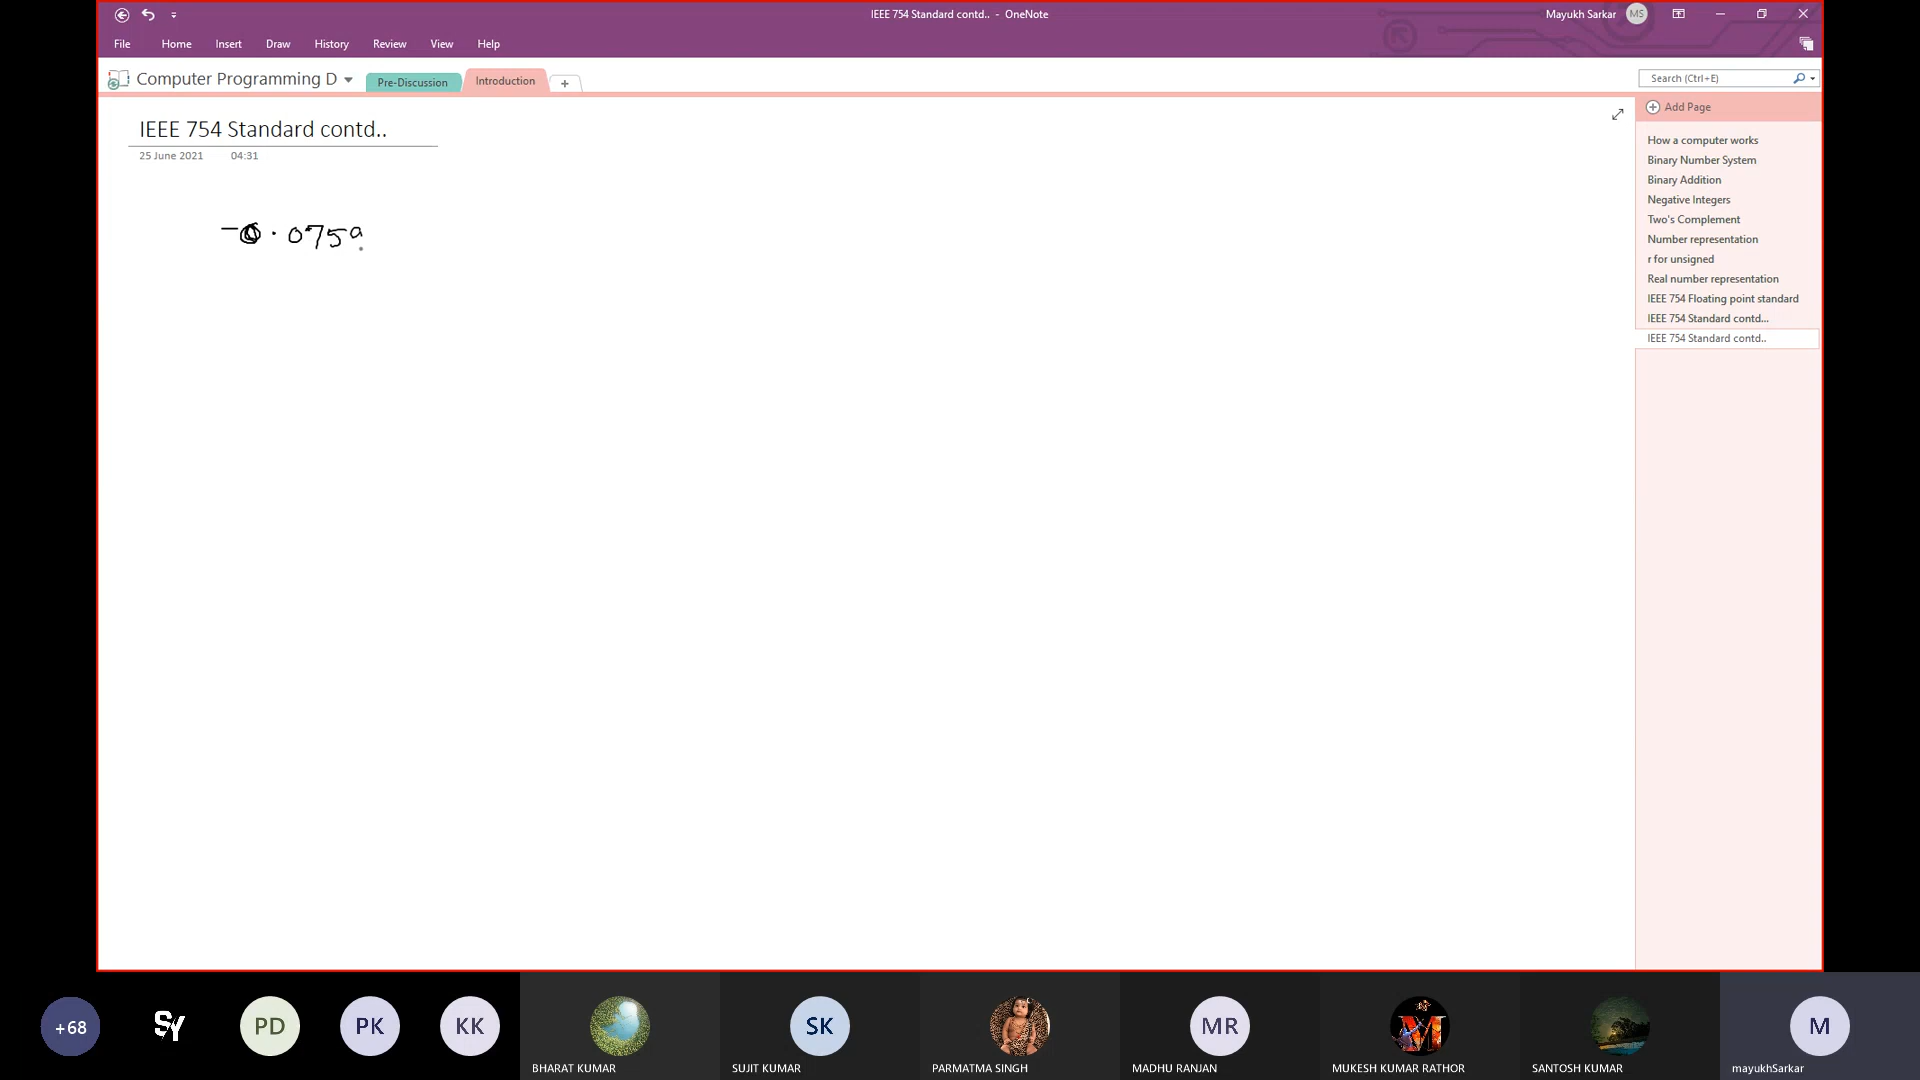 IEEE 754 Standard contd.. - OneNote
Mayukh Sarkar MS
File Home Insert Draw History Review View Help
Computer Programming D
Pre-Discussion
Introduction
Search (Ctrl+E)
Add Page
IEEE 754 Standard contd..
25 June 2021 04:31
-0.0759
How a computer works
Binary Number System
Binary Addition
Negative Integers
Two's Complement
Number representation
r for unsigned
Real number representation
IEEE 754 Floating point standard
IEEE 754 Standard contd...
IEEE 754 Standard contd..
+68
SY
PD
PK
KK
BHARAT KUMAR
SK
SUJIT KUMAR
PARMATMA SINGH
MR
MADHU RANJAN
M
MUKESH KUMAR RATHOR
SANTOSH KUMAR
M
mayukhSarkar